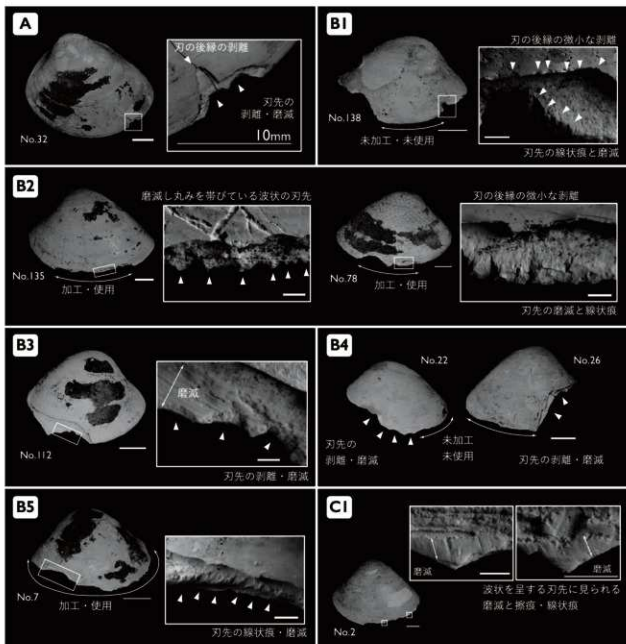 A
刃の後縁の剥離
刃先の
剥離・磨滅
10mm
No.32
B1
刃の後縁の微小な剥離
No.138
未加工・未使用
刃先の線状痕と磨滅
B2
磨滅し丸みを帯びている波状の刃先
No.135
加工・使用
刃の後縁の微小な剥離
No.78
加工・使用
刃先の磨滅と線状痕
B3
磨滅
No.112
刃先の剥離・磨滅
B4
No.22
No.26
刃先の
剥離・磨滅
未加工
未使用
刃先の剥離・磨滅
B5
No.7
加工・使用
刃先の線状痕・磨滅
C1
磨滅
磨滅
波状を呈する刃先に見られる
磨滅と擦痕・線状痕
No.2